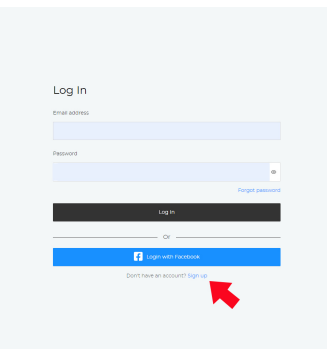 Log In
Email address
Password
Forgot password
Log In
Or
Login with Facebook
Don't have an account? Sign up